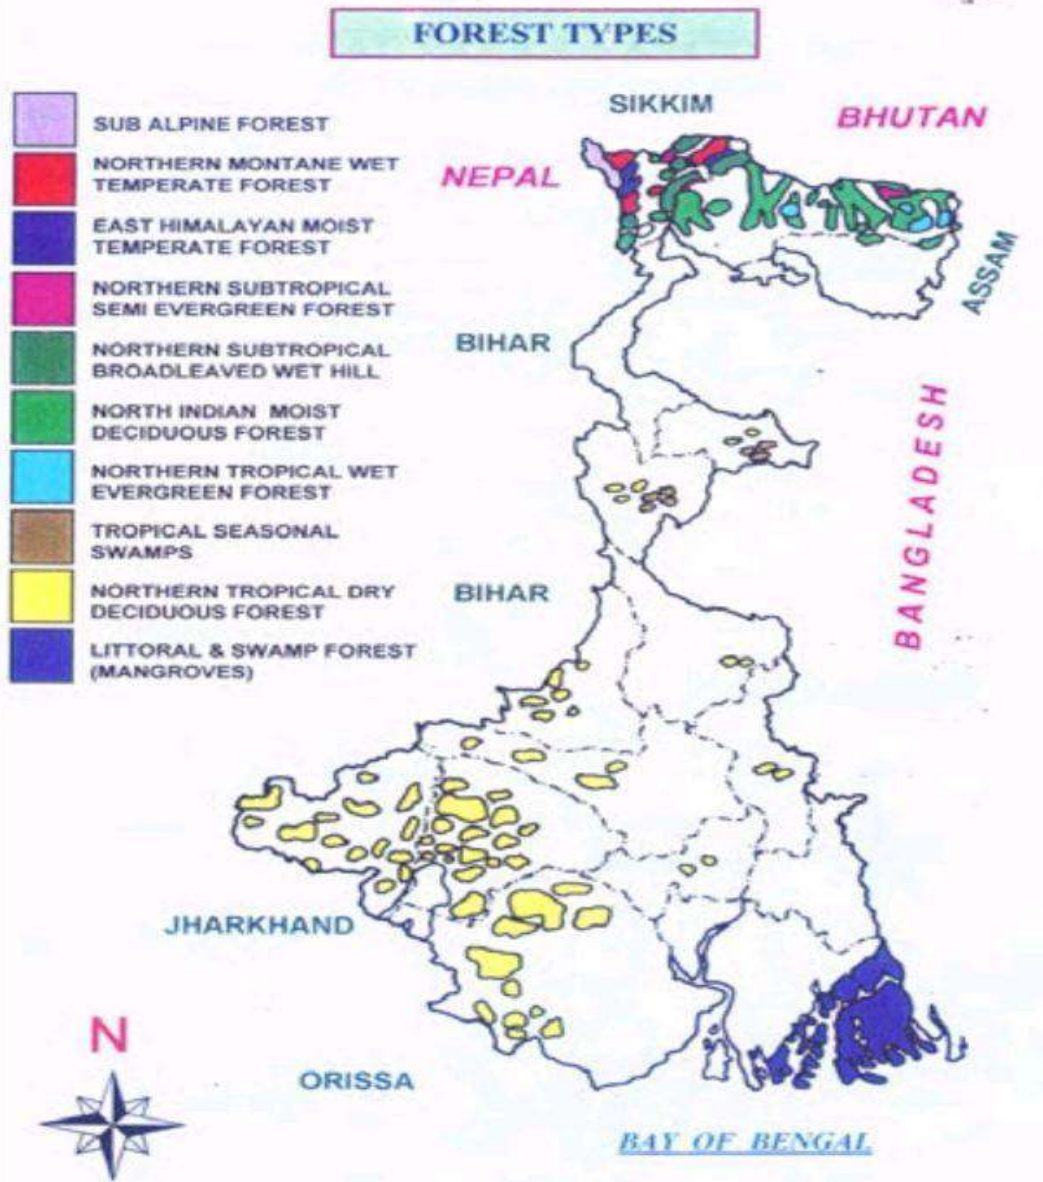 FOREST TYPES
SUB ALPINE FOREST
NORTHERN MONTANE WET
TEMPERATE FOREST
EAST HIMALAYAN MOIST
TEMPERATE FOREST
NORTHERN SUBTROPICAL
SEMI EVERGREEN FOREST
NORTHERN SUBTROPICAL
BROADLEAVED WET HILL
NORTH INDIAN MOIST
DECIDUOUS FOREST
NORTHERN TROPICAL WET
EVERGREEN FOREST
TROPICAL SEASONAL
SWAMPS
NORTHERN TROPICAL DRY
DECIDUOUS FOREST
LITTORAL & SWAMP FOREST
(MANGROVES)
SIKKIM
BHUTAN
NEPAL
ASSAM
BIHAR
BANGLADESH
BIHAR
JHARKHAND
N
ORISSA
BAY OF BENGAL